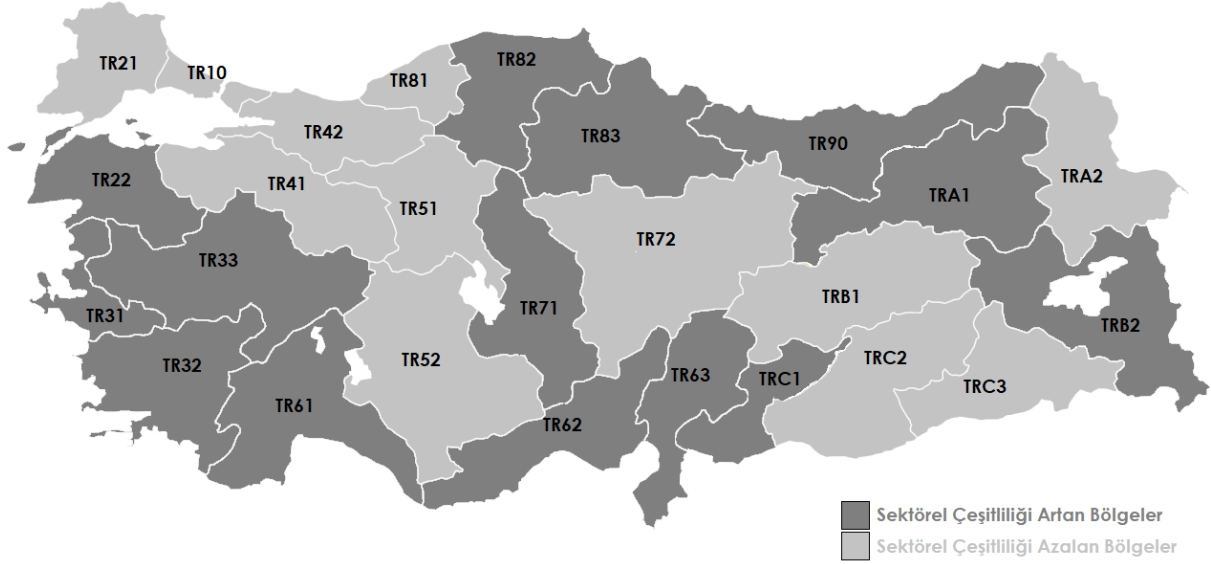 TR21
TR10
TR81
TR82
TR42
TR83
TR90
TR22
TR41
TRA1
TRA2
TR51
TR72
TR33
TRB1
TR31
TR71
TRB2
TR32
TR52
TRC2
TR63
TRC1
TRC3
TR61
TR62
Sektörel Çeşitliliği Artan Bölgeler
Sektörel Çeşitliliği Azalan Bölgeler